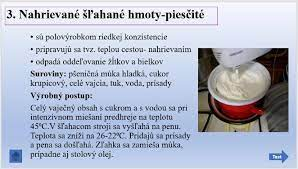 3. Nahrievané šľahané hmoty-piesčité
• sú polovýrobkom riedkej konzistencie
• pripravujú sa tvz. teplou cestou- nahrievaním
• odpadá oddeľovanie žĺtkov a bielkov
Suroviny: pšeničná múka hladká, cukor
krupicový, celé vajcia, tuk, voda, prísady
Výrobný postup:
Celý vaječný obsah s cukrom a s vodou sa pri
intenzívnom miešaní predhreje na teplotu
45°C.V šľahacom stroji sa vyšľahá na penu.
Teplota sa zníži na 26-22°C. Pridajú sa prísady
a pena sa došľahá. Zľahka sa zamieša múka,
prípadne aj stolový olej.
Test